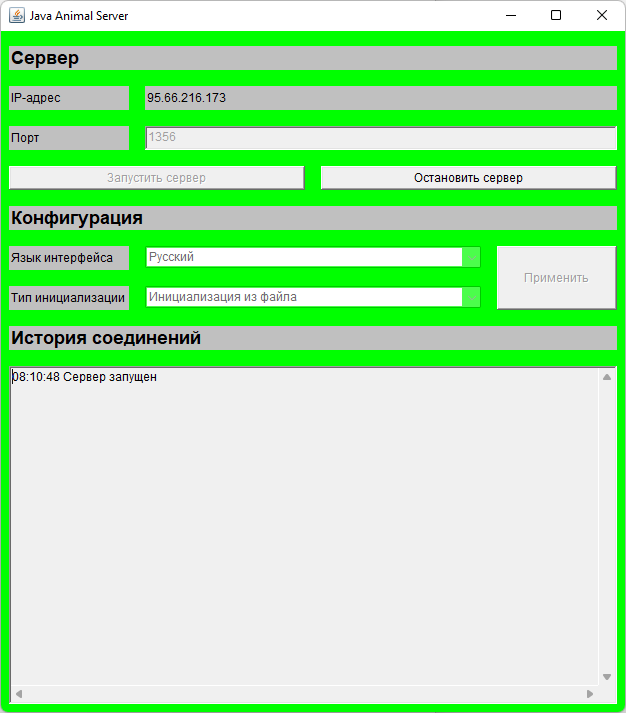 Java Animal Server
Сервер
IP-адрес 95.66.216.173
Порт 1356
Запустить сервер Остановить сервер
Конфигурация
Язык интерфейса Русский
Применить
Тип инициализации Инициализация из файла
История соединений
08:10:48 Сервер запущен